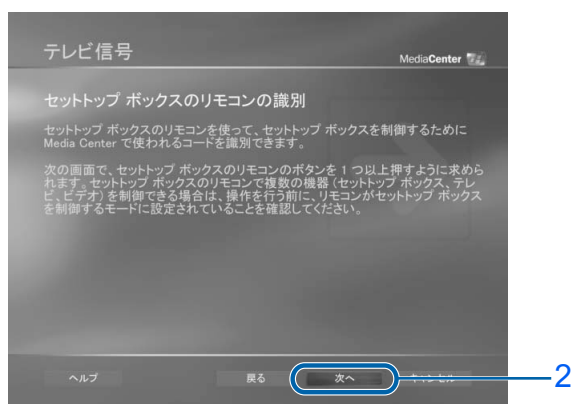 テレビ信号
MediaCenter
セットトップ ボックスのリモコンの識別
セットトップ ボックスのリモコンを使って、セットトップ ボックスを制御するために
Media Center で使われるコードを識別できます。
次の画面で、セットトップ ボックスのリモコンのボタンを 1 つ以上押すように求めら
れます。セットトップ ボックスのリモコンで複数の機器 (セットトップ ボックス、テレ
ビ、ビデオ) を制御できる場合は、操作を行う前に、リモコンがセットトップ ボックス
を制御するモードに設定されていることを確認してください。
ヘルプ 戻る 次へ キャンセル
2